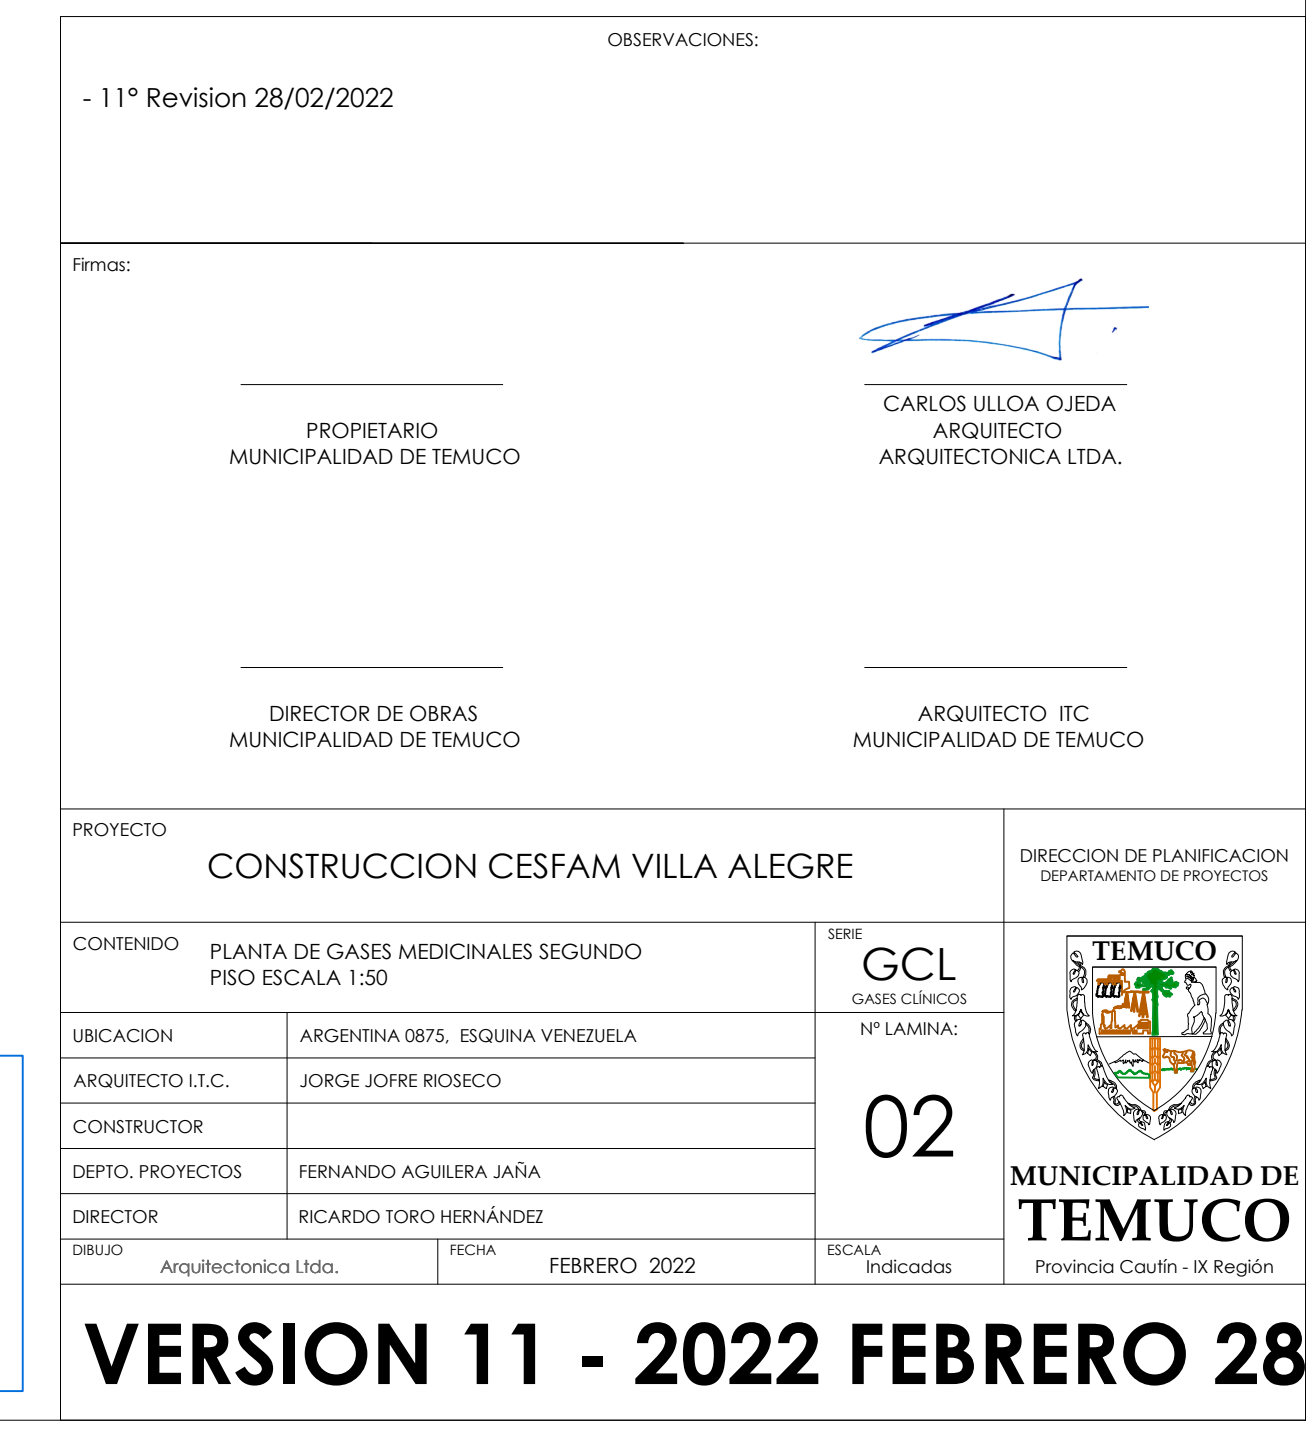 OBSERVACIONES:
- 11° Revision 28/02/2022
Firmas:
PROPIETARIO
MUNICIPALIDAD DE TEMUCO
CARLOS ULLOA OJEDA
ARQUITECTO
ARQUITECTONICA LTDA.
DIRECTOR DE OBRAS
MUNICIPALIDAD DE TEMUCO
ARQUITECTO ITC
MUNICIPALIDAD DE TEMUCO
PROYECTO
CONSTRUCCION CESFAM VILLA ALEGRE
DIRECCION DE PLANIFICACION
DEPARTAMENTO DE PROYECTOS
CONTENIDO
PLANTA DE GASES MEDICINALES SEGUNDO
PISO ESCALA 1:50
SERIE
GCL
GASES CLÍNICOS
UBICACION
ARGENTINA 0875, ESQUINA VENEZUELA
ARQUITECTO I.T.C.
JORGE JOFRE RIOSECO
CONSTRUCTOR
DEPTO. PROYECTOS
FERNANDO AGUILERA JAÑA
DIRECTOR
RICARDO TORO HERNÁNDEZ
Nº LAMINA:
02
TEMUCO
MUNICIPALIDAD DE
TEMUCO
Provincia Cautín - IX Región
DIBUJO
Arquitectonica Ltda.
FECHA
FEBRERO 2022
ESCALA
Indicadas
VERSION 11 - 2022 FEBRERO 28